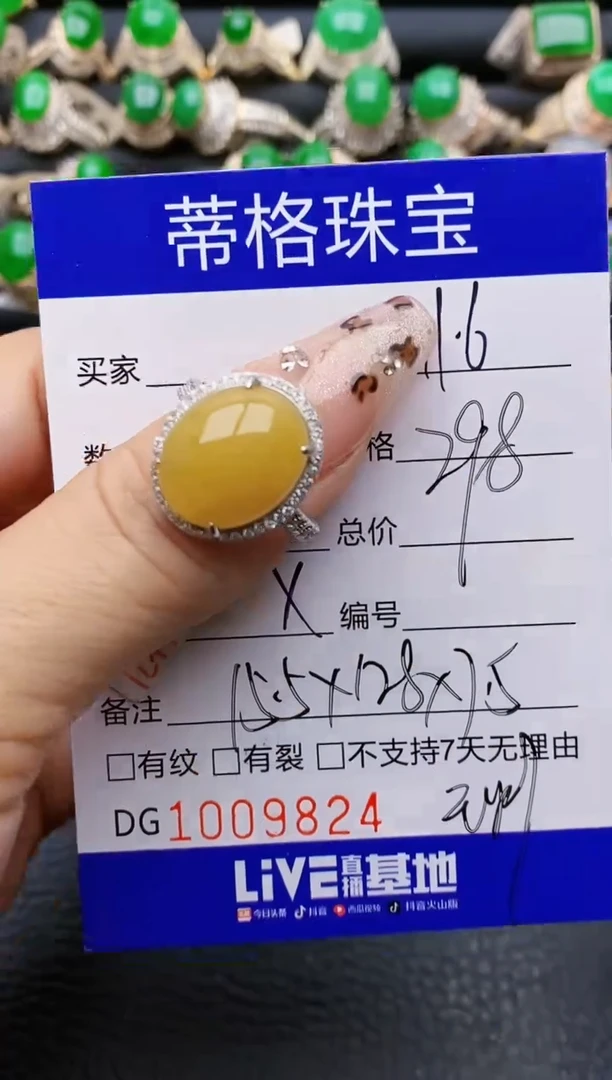 蒂格珠宝
买家 1.6
数 格 298
总价
X 编号
备注 15.5×12.8×7.5
□有纹 □有裂 □不支持7天无理由
DG 1009824
LiVE直播基地
今日头条 抖音 西瓜视频 抖音火山版